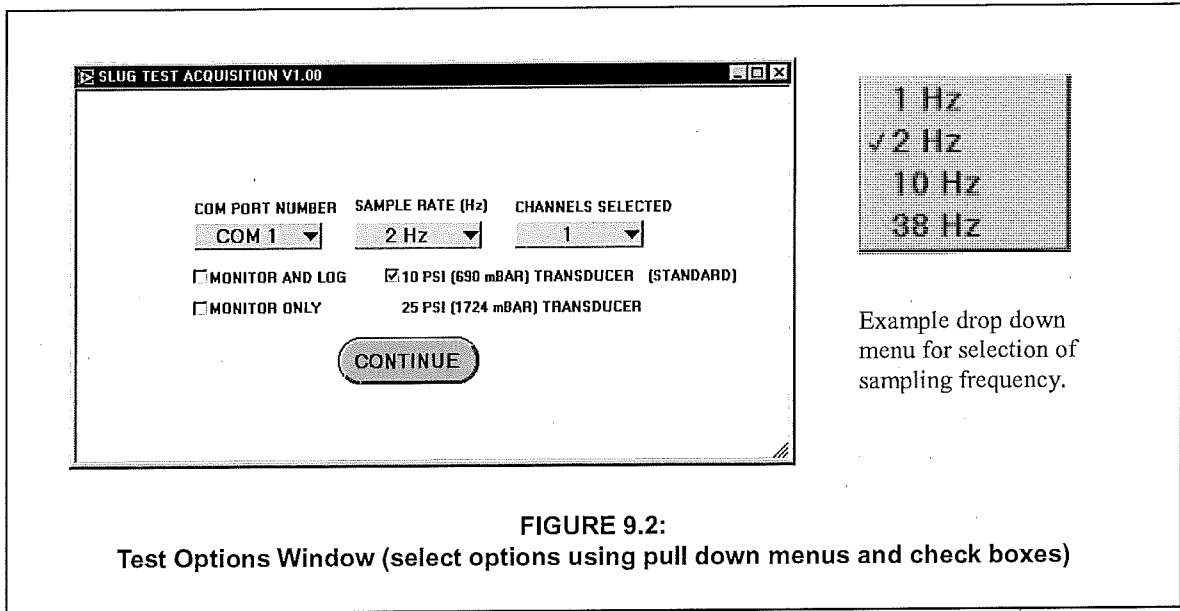 SLUG TEST ACQUISITION V1.00
COM PORT NUMBER SAMPLE RATE (Hz) CHANNELS SELECTED
COM 1 2 Hz 1
MONITOR AND LOG 10 PSI (690 mBAR) TRANSDUCER (STANDARD)
MONITOR ONLY 25 PSI (1724 mBAR) TRANSDUCER
CONTINUE
1 Hz
✓2 Hz
10 Hz
38 Hz
Example drop down
menu for selection of
sampling frequency.
FIGURE 9.2:
Test Options Window (select options using pull down menus and check boxes)